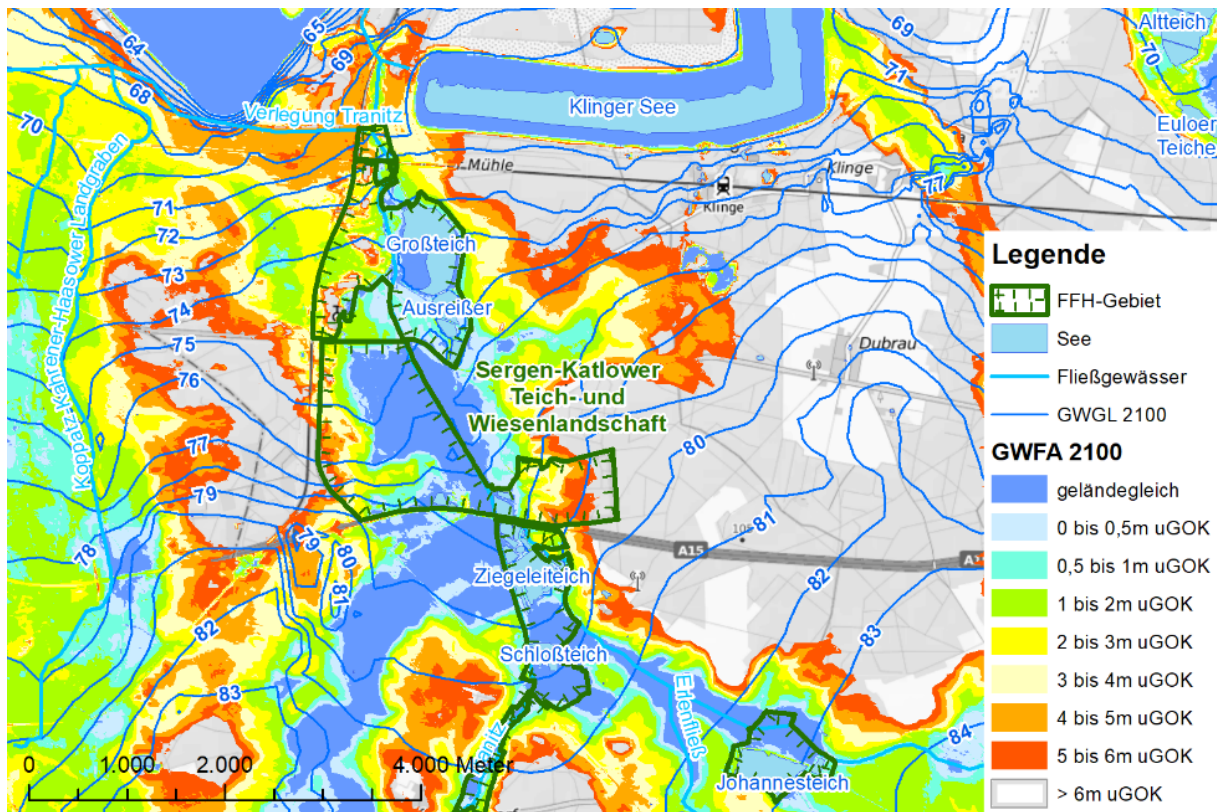 64
65
69
69
71
Altteich
70
68
Klinger See
Verlegung Tranitz
70
Euloer
Teiche
Mühle
Klinge
Klinge
77
71
72
73
74
75
76
77
79
78
Koppatz-Kahrener-Haasower Landgraben
Großteich
Ausreißer
Dubrau
Sergen-Katlower
Teich- und
Wiesenlandschaft
80
79
80
81
81
A15
82
83
82
83
84
Ziegeleiteich
Schloßteich
Erlenfließ
Johannesteich
0 1.000 2.000 4.000 Meter
Legende
FFH-Gebiet
See
Fließgewässer
GWGL 2100
GWFA 2100
geländegleich
0 bis 0,5m uGOK
0,5 bis 1m uGOK
1 bis 2m uGOK
2 bis 3m uGOK
3 bis 4m uGOK
4 bis 5m uGOK
5 bis 6m uGOK
> 6m uGOK